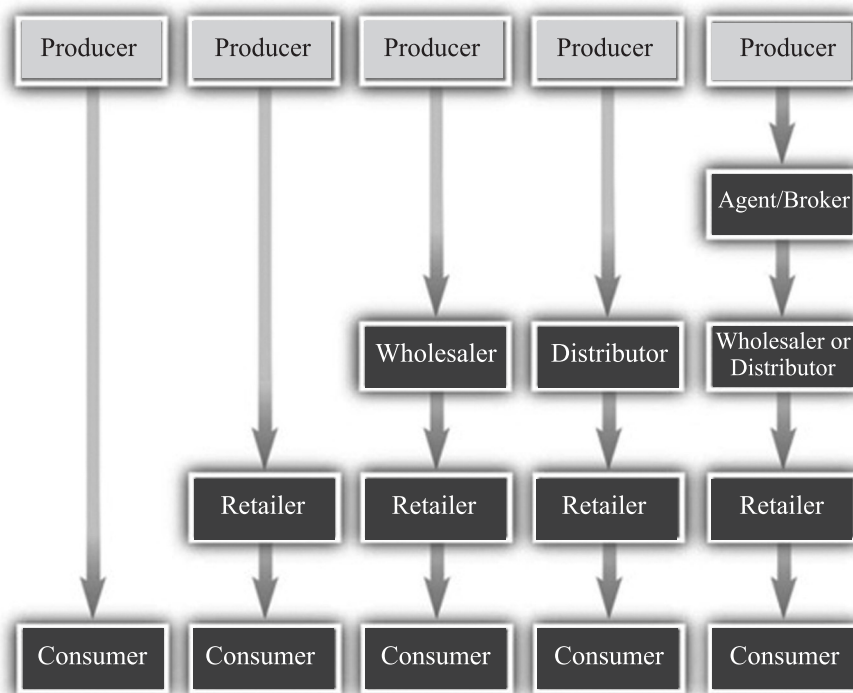 Producer
Producer
Producer
Producer
Producer
Agent/Broker
Wholesaler
Distributor
Wholesaler or
Distributor
Retailer
Retailer
Retailer
Retailer
Consumer
Consumer
Consumer
Consumer
Consumer